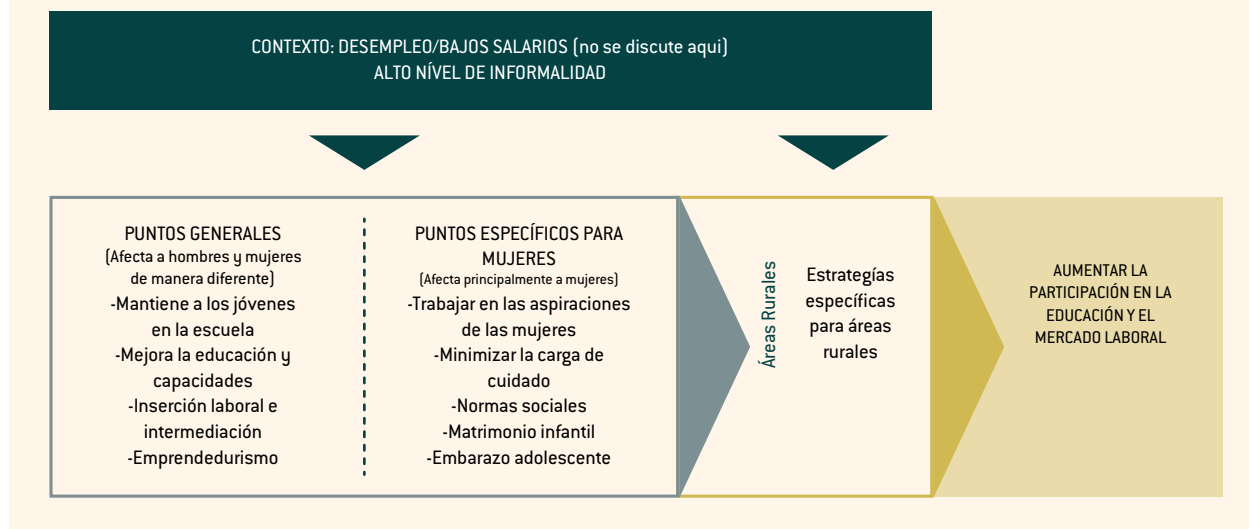 CONTEXTO: DESEMPLEO/BAJOS SALARIOS (no se discute aqui)
ALTO NÍVEL DE INFORMALIDAD
PUNTOS GENERALES
(Afecta a hombres y mujeres
de manera diferente)
-Mantiene a los jóvenes
en la escuela
-Mejora la educación y
capacidades
-Inserción laboral e
intermediación
-Emprendedurismo
PUNTOS ESPECÍFICOS PARA
MUJERES
(Afecta principalmente a mujeres)
-Trabajar en las aspiraciones
de las mujeres
-Minimizar la carga de
cuidado
-Normas sociales
-Matrimonio infantil
-Embarazo adolescente
Áreas Rurales
Estrategías
específicas
para áreas
rurales
AUMENTAR LA
PARTICIPACIÓN EN LA
EDUCACIÓN Y EL
MERCADO LABORAL